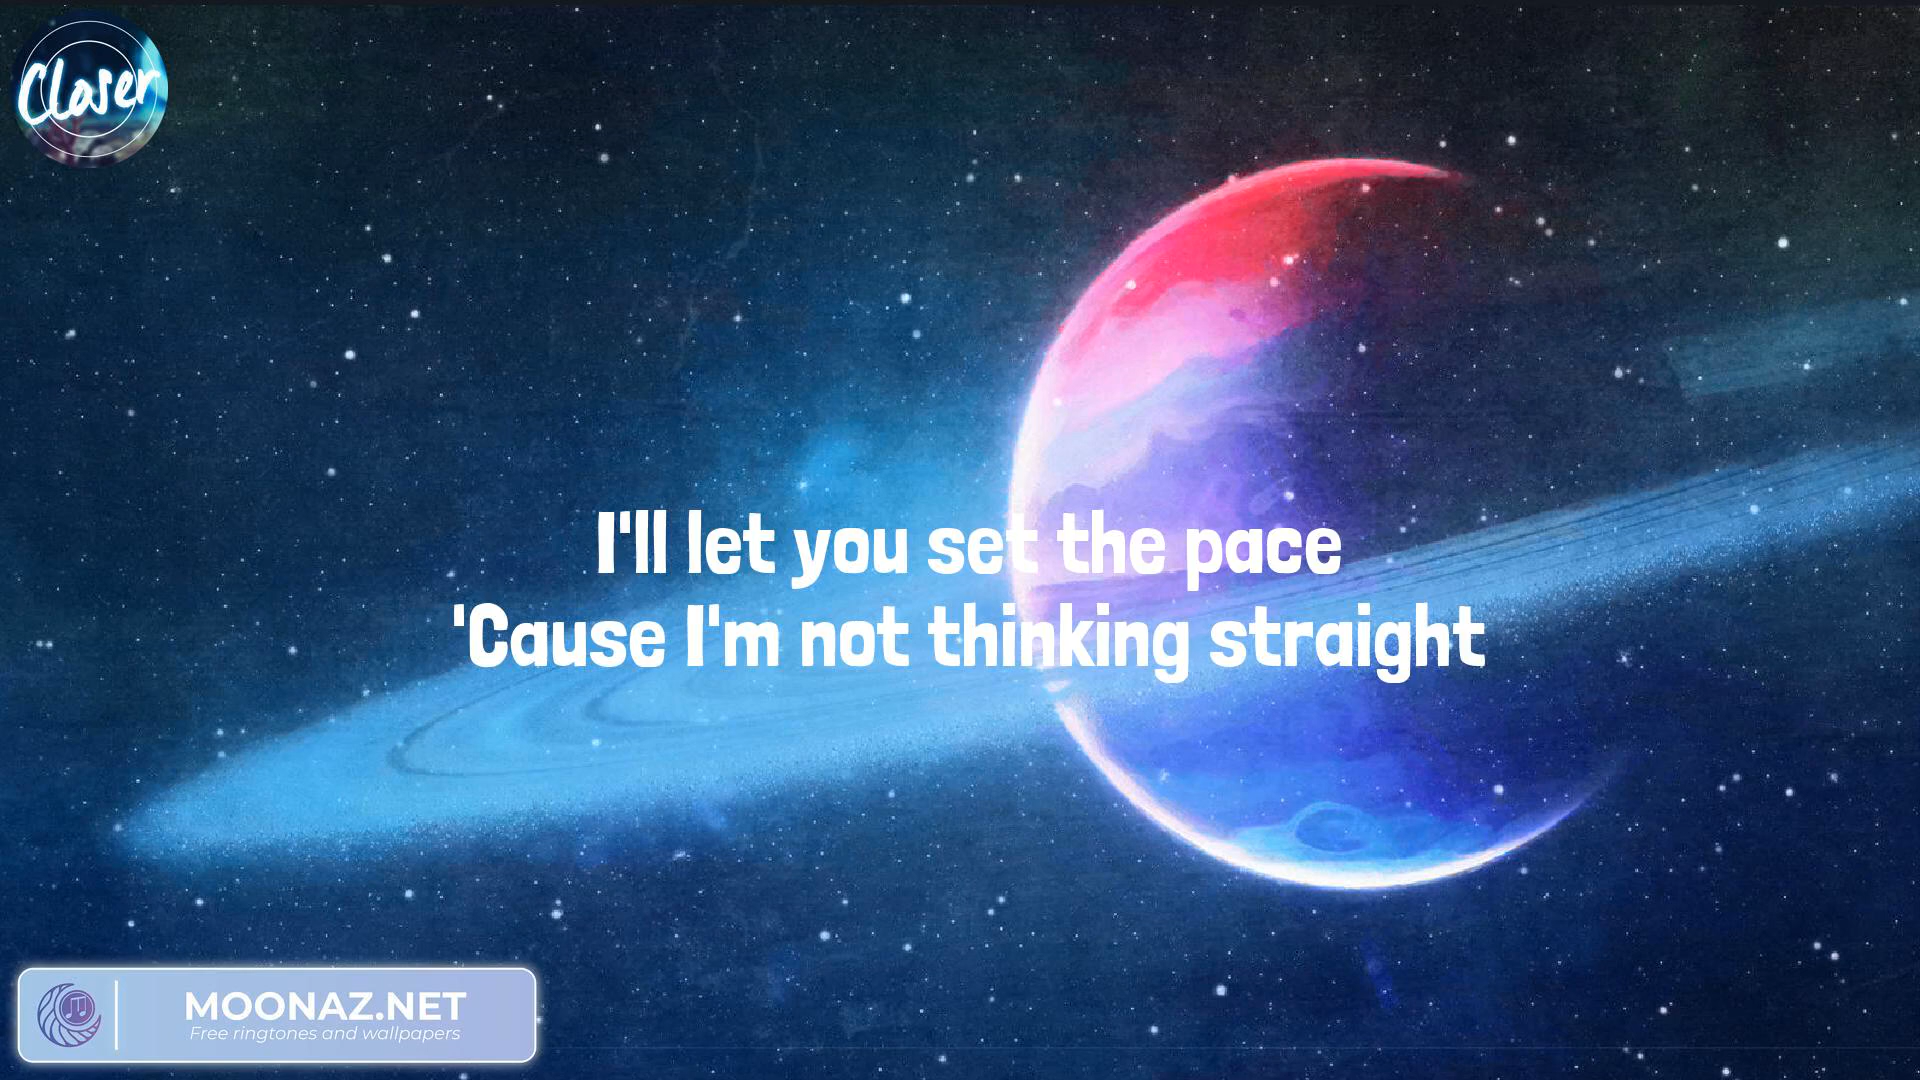 Closer
I'll let you set the pace
'Cause I'm not thinking straight
MOONAZ.NET
Free ringtones and wallpapers